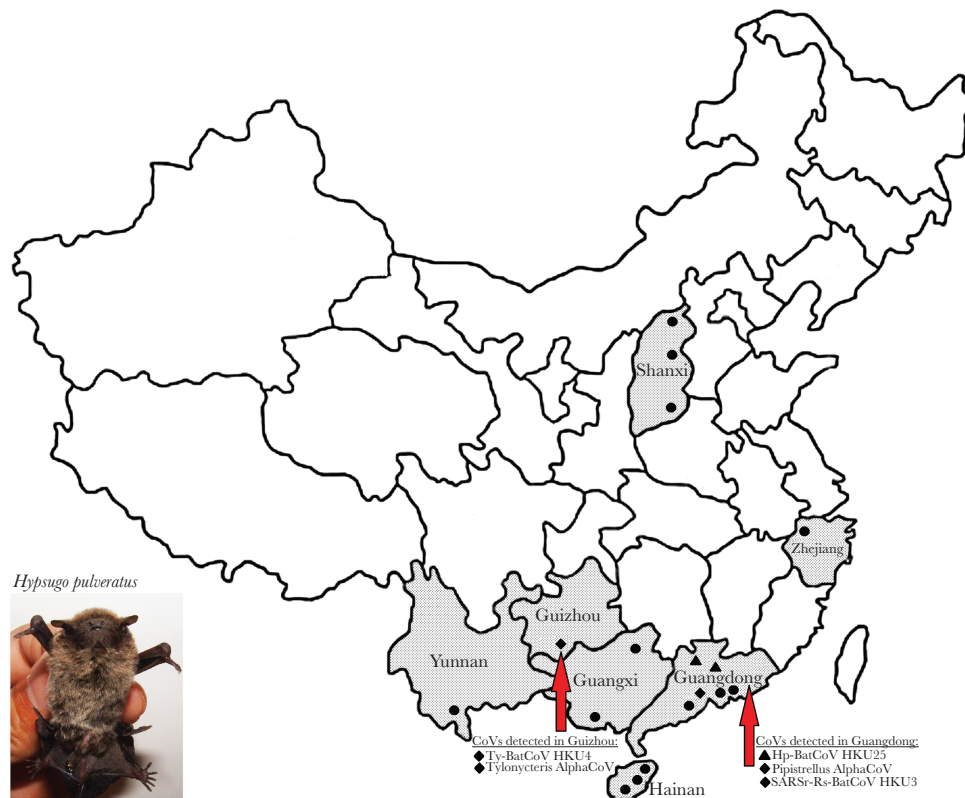 Shanxi
Zhejiang
Hypsugo pulveratus
Guizhou
Yunnan
Guangxi
Guangdong
CoVs detected in Guizhou:
Ty-BatCoV HKU4
Tylonycteris AlphaCoV
CoVs detected in Guangdong:
Hp-BatCoV HKU25
Pipistrellus AlphaCoV
SARSr-Rs-BatCoV HKU3
Hainan